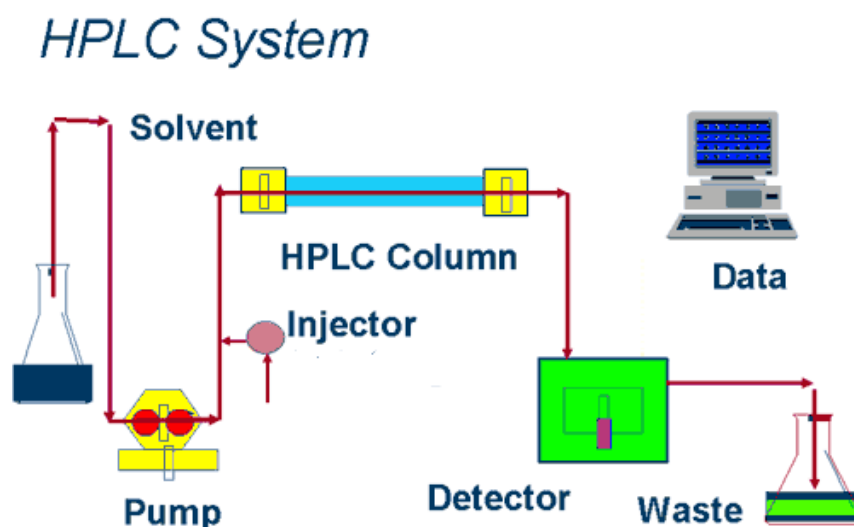 HPLC System
Solvent
HPLC Column
Data
Injector
Pump
Detector
Waste